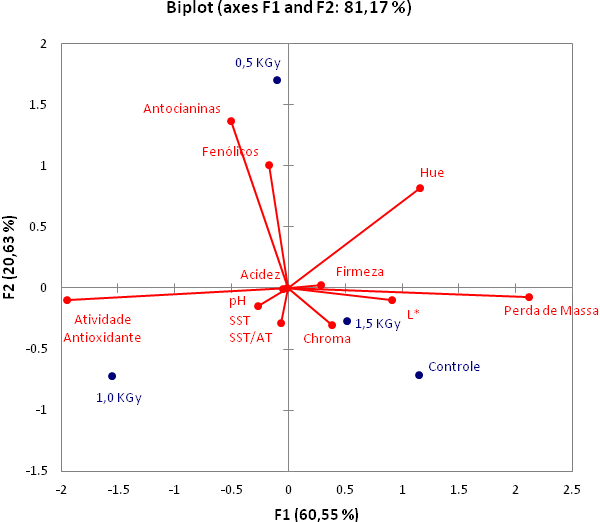 Biplot (axes F1 and F2: 81,17 %)
2
0,5 KGy
1.5
Antocianinas
Fenólicos
1
Hue
0.5
Acidez
Firmeza
0
pH
L*
Perda de Massa
Atividade
Antioxidante
SST
SST/AT
1,5 KGy
Chroma
-0.5
Controle
1,0 KGy
-1
-1.5
-2
-1.5
-1
-0.5
0
0.5
1
1.5
2
2.5
F2 (20,63 %)
F1 (60,55 %)